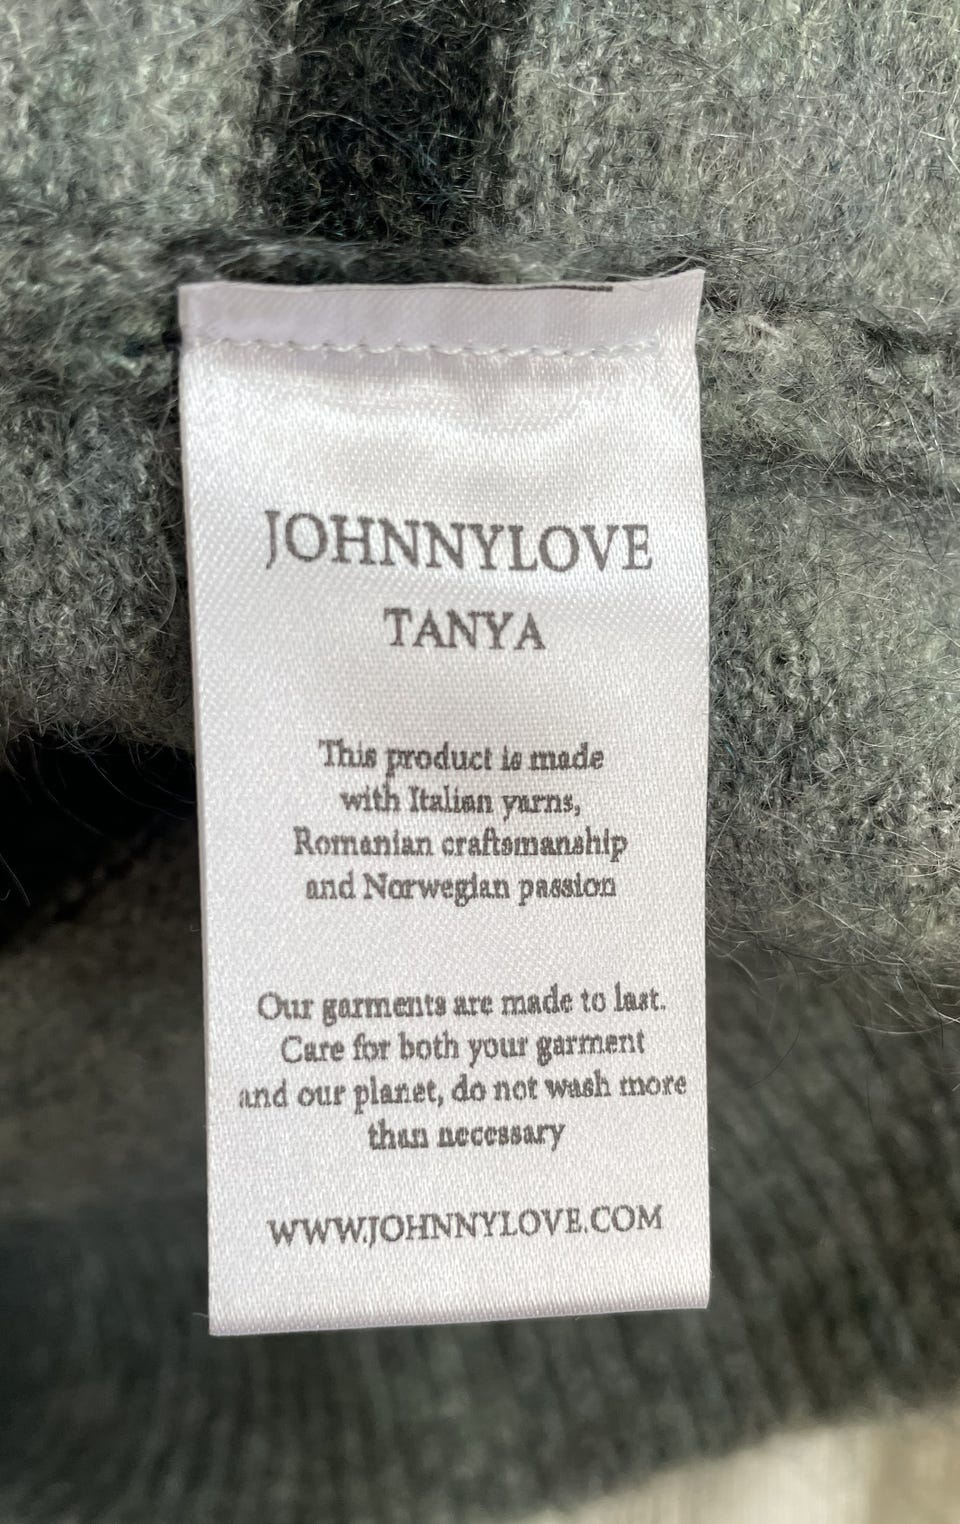 JOHNNYLOVE
TANYA
This product is made
with Italian yarns,
Romanian craftsmanship
and Norwegian passion
Our garments are made to last.
Care for both your garment
and our planet, do not wash more
than necessary
WWW.JOHNNYLOVE.COM